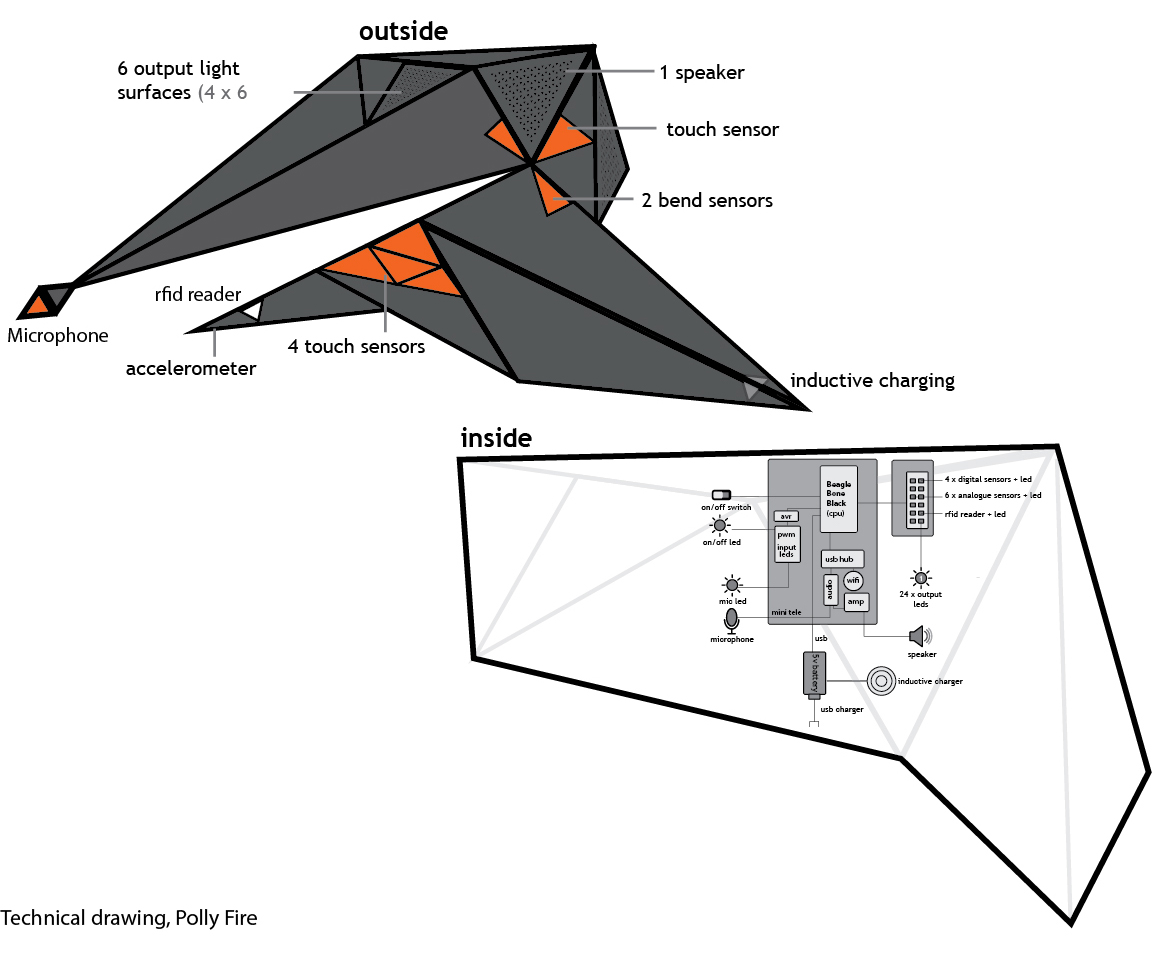 outside
6 output light
surfaces (4 x 6
1 speaker
touch sensor
2 bend sensors
rfid reader
Microphone
accelerometer
4 touch sensors
inductive charging
inside
Beagle
Bone
Black
(cpu)
4 x digital sensors + led
6 x analogue sensors + led
rfid reader + led
on/off switch
avr
on/off led
pwm
input
leds
usb hub
wifi
audio
amp
24 x output
leds
mic led
mini tele
microphone
usb
speaker
5v battery
inductive charger
usb charger
Technical drawing, Polly Fire